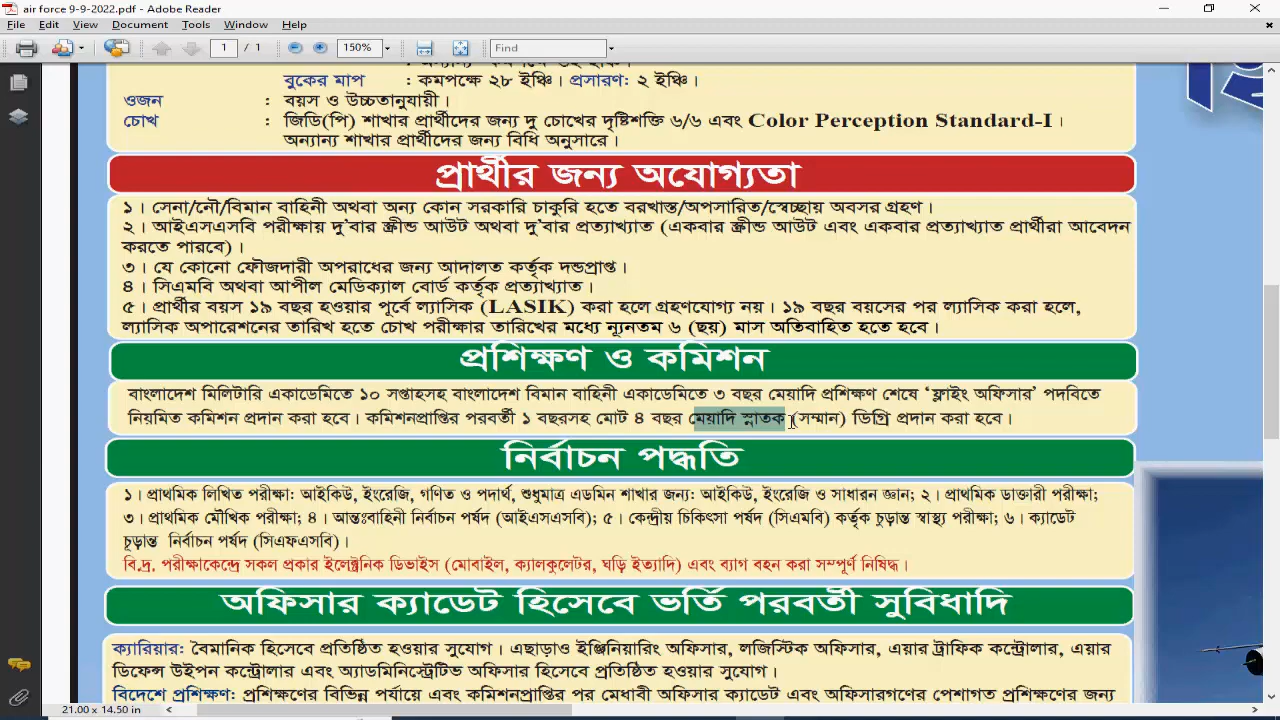 air force 9-9-2022.pdf - Adobe Reader
File Edit View Document Tools Window Help
1 / 1 150% Find
বুকের মাপ : কমপক্ষে ২৮ ইঞ্চি। প্রসারণ: ২ ইঞ্চি।
ওজন : বয়স ও উচ্চতানুযায়ী।
চোখ : জিডি(পি) শাখার প্রার্থীদের জন্য দু চোখের দৃষ্টিশক্তি ৬/৬ এবং Color Perception Standard-I।
অন্যান্য শাখার প্রার্থীদের জন্য বিধি অনুসারে।
প্রার্থীর জন্য অযোগ্যতা
১। সেনা/নৌ/বিমান বাহিনী অথবা অন্য কোন সরকারি চাকুরি হতে বরখাস্ত/অপসারিত/স্বেচ্ছায় অবসর গ্রহণ।
২। আইএসএসবি পরীক্ষায় দু'বার স্ক্রীন্ড আউট অথবা দু'বার প্রত্যাখ্যাত (একবার স্ক্রীন্ড আউট এবং একবার প্রত্যাখ্যাত প্রার্থীরা আবেদন
করতে পারবে)।
৩। যে কোনো ফৌজদারী অপরাধের জন্য আদালত কর্তৃক দন্ডপ্রাপ্ত।
৪। সিএমবি অথবা আপীল মেডিক্যাল বোর্ড কর্তৃক প্রত্যাখ্যাত।
৫। প্রার্থীর বয়স ১৯ বছর হওয়ার পূর্বে ল্যাসিক (LASIK) করা হলে গ্রহণযোগ্য নয়। ১৯ বছর বয়সের পর ল্যাসিক করা হলে,
ল্যাসিক অপারেশনের তারিখ হতে চোখ পরীক্ষার তারিখের মধ্যে ন্যূনতম ৬ (ছয়) মাস অতিবাহিত হতে হবে।
প্রশিক্ষণ ও কমিশন
বাংলাদেশ মিলিটারি একাডেমিতে ১০ সপ্তাহসহ বাংলাদেশ বিমান বাহিনী একাডেমিতে ৩ বছর মেয়াদি প্রশিক্ষণ শেষে 'ফ্লাইং অফিসার' পদবিতে
নিয়মিত কমিশন প্রদান করা হবে। কমিশনপ্রাপ্তির পরবর্তী ১ বছরসহ মোট ৪ বছর মেয়াদি স্নাতক (সম্মান) ডিগ্রি প্রদান করা হবে।
নির্বাচন পদ্ধতি
১। প্রাথমিক লিখিত পরীক্ষা: আইকিউ, ইংরেজি, গণিত ও পদার্থ, শুধুমাত্র এডমিন শাখার জন্য: আইকিউ, ইংরেজি ও সাধারন জ্ঞান; ২। প্রাথমিক ডাক্তারী পরীক্ষা;
৩। প্রাথমিক মৌখিক পরীক্ষা; ৪। আন্তঃবাহিনী নির্বাচন পর্ষদ (আইএসএসবি); ৫। কেন্দ্রীয় চিকিৎসা পর্ষদ (সিএমবি) কর্তৃক চুড়ান্ত স্বাস্থ্য পরীক্ষা; ৬। ক্যাডেট
চূড়ান্ত নির্বাচন পর্ষদ (সিএফএসবি)।
বি.দ্র. পরীক্ষাকেন্দ্রে সকল প্রকার ইলেক্ট্রনিক ডিভাইস (মোবাইল, ক্যালকুলেটর, ঘড়ি ইত্যাদি) এবং ব্যাগ বহন করা সম্পূর্ণ নিষিদ্ধ।
অফিসার ক্যাডেট হিসেবে ভর্তি পরবর্তী সুবিধাদি
ক্যারিয়ার: বৈমানিক হিসেবে প্রতিষ্ঠিত হওয়ার সুযোগ। এছাড়াও ইঞ্জিনিয়ারিং অফিসার, লজিস্টিক অফিসার, এয়ার ট্রাফিক কন্ট্রোলার, এয়ার
ডিফেন্স উইপন কন্ট্রোলার এবং অ্যাডমিনিস্ট্রেটিভ অফিসার হিসেবে প্রতিষ্ঠিত হওয়ার সুযোগ।
বিদেশে প্রশিক্ষণ: প্রশিক্ষণের বিভিন্ন পর্যায়ে এবং কমিশনপ্রাপ্তির পর মেধাবী অফিসার ক্যাডেট এবং অফিসারগণের পেশাগত প্রশিক্ষণের জন্য
21.00 x 14.50 in